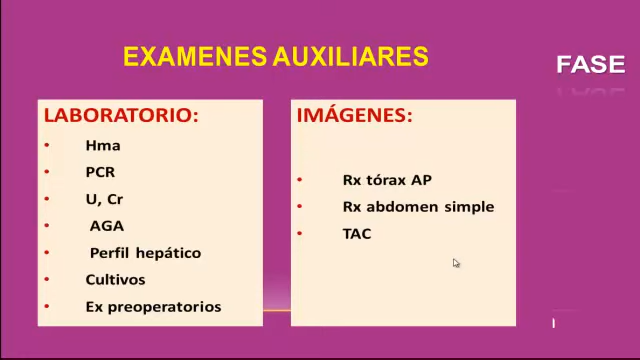 EXAMENES AUXILIARES
FASE
LABORATORIO:
• Hma
• PCR
• U, Cr
• AGA
• Perfil hepático
• Cultivos
• Ex preoperatorios
IMÁGENES:
• Rx tórax AP
• Rx abdomen simple
• TAC